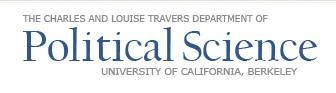 THE CHARLES AND LOUISE TRAVERS DEPARTMENT OF
Political Science
UNIVERSITY OF CALIFORNIA, BERKELEY